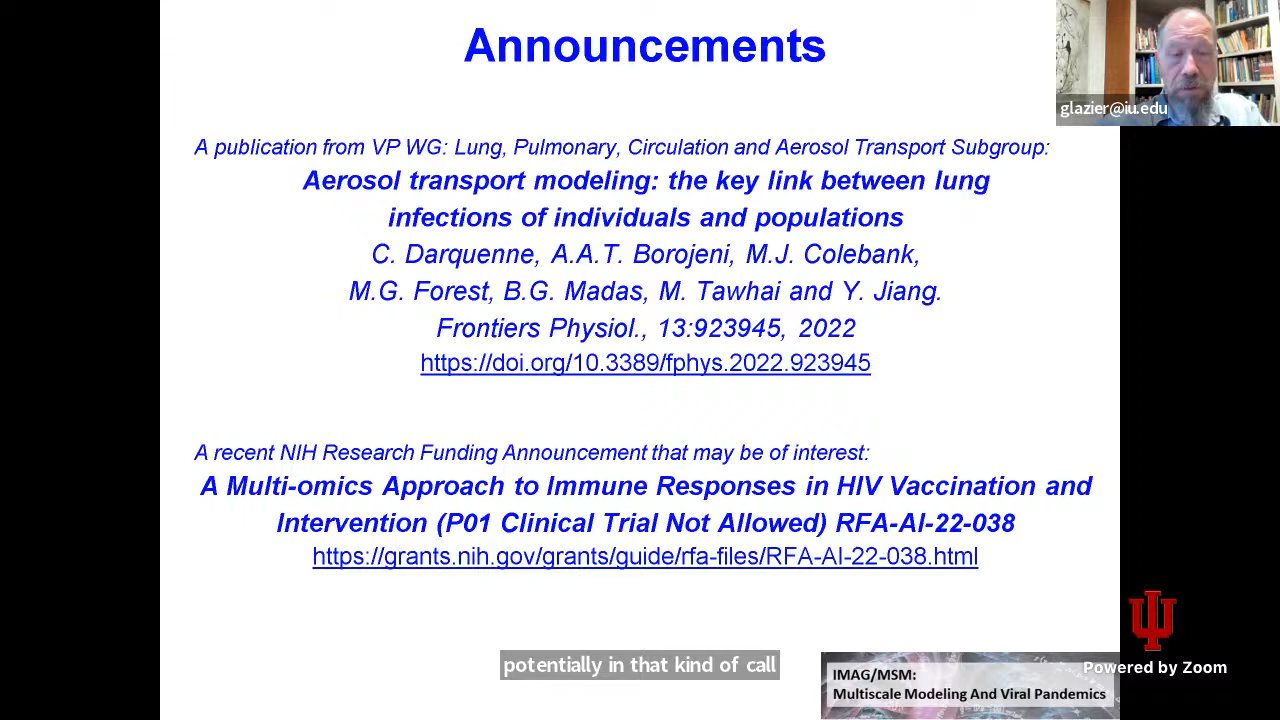 Announcements
glazier@iu.edu
A publication from VP WG: Lung, Pulmonary, Circulation and Aerosol Transport Subgroup:
Aerosol transport modeling: the key link between lung
infections of individuals and populations
C. Darquenne, A.A.T. Borojeni, M.J. Colebank,
M.G. Forest, B.G. Madas, M. Tawhai and Y. Jiang.
Frontiers Physiol., 13:923945, 2022
https://doi.org/10.3389/fphys.2022.923945
A recent NIH Research Funding Announcement that may be of interest:
A Multi-omics Approach to Immune Responses in HIV Vaccination and
Intervention (P01 Clinical Trial Not Allowed) RFA-AI-22-038
https://grants.nih.gov/grants/guide/rfa-files/RFA-AI-22-038.html
potentially in that kind of call
Powered by Zoom
IMAG/MSM:
Multiscale Modeling And Viral Pandemics